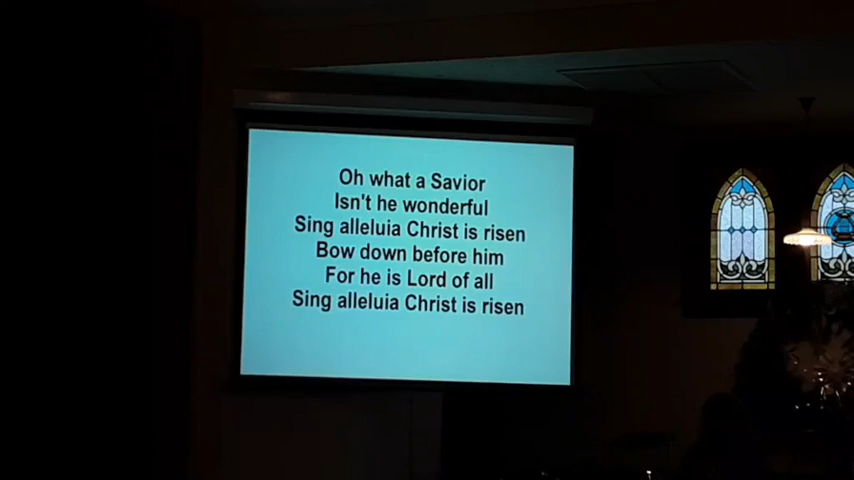 Oh what a Savior
Isn't he wonderful
Sing alleluia Christ is risen
Bow down before him
For he is Lord of all
Sing alleluia Christ is risen